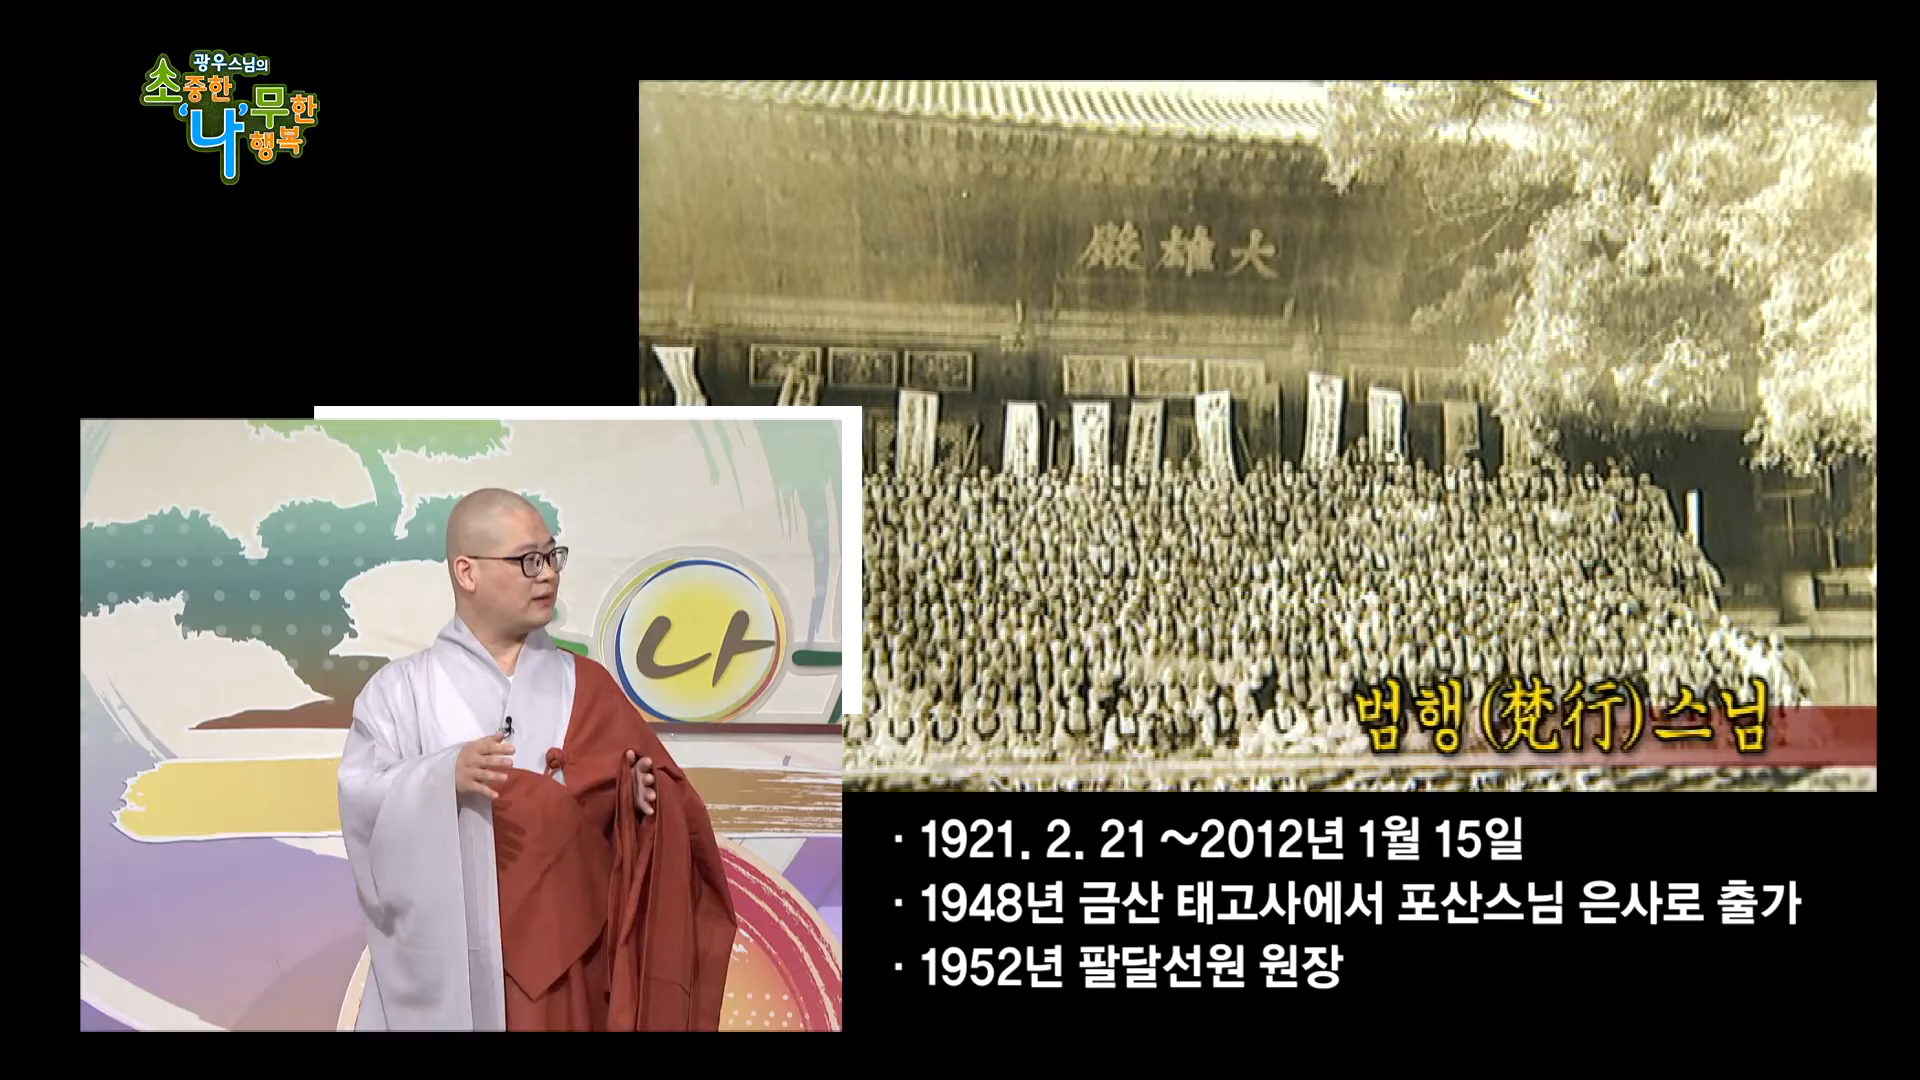 광우스님의
소중한
'나' 무한
행복
大雄殿
나
범행(梵行)스님
· 1921. 2. 21 ~2012년 1월 15일
· 1948년 금산 태고사에서 포산스님 은사로 출가
· 1952년 팔달선원 원장